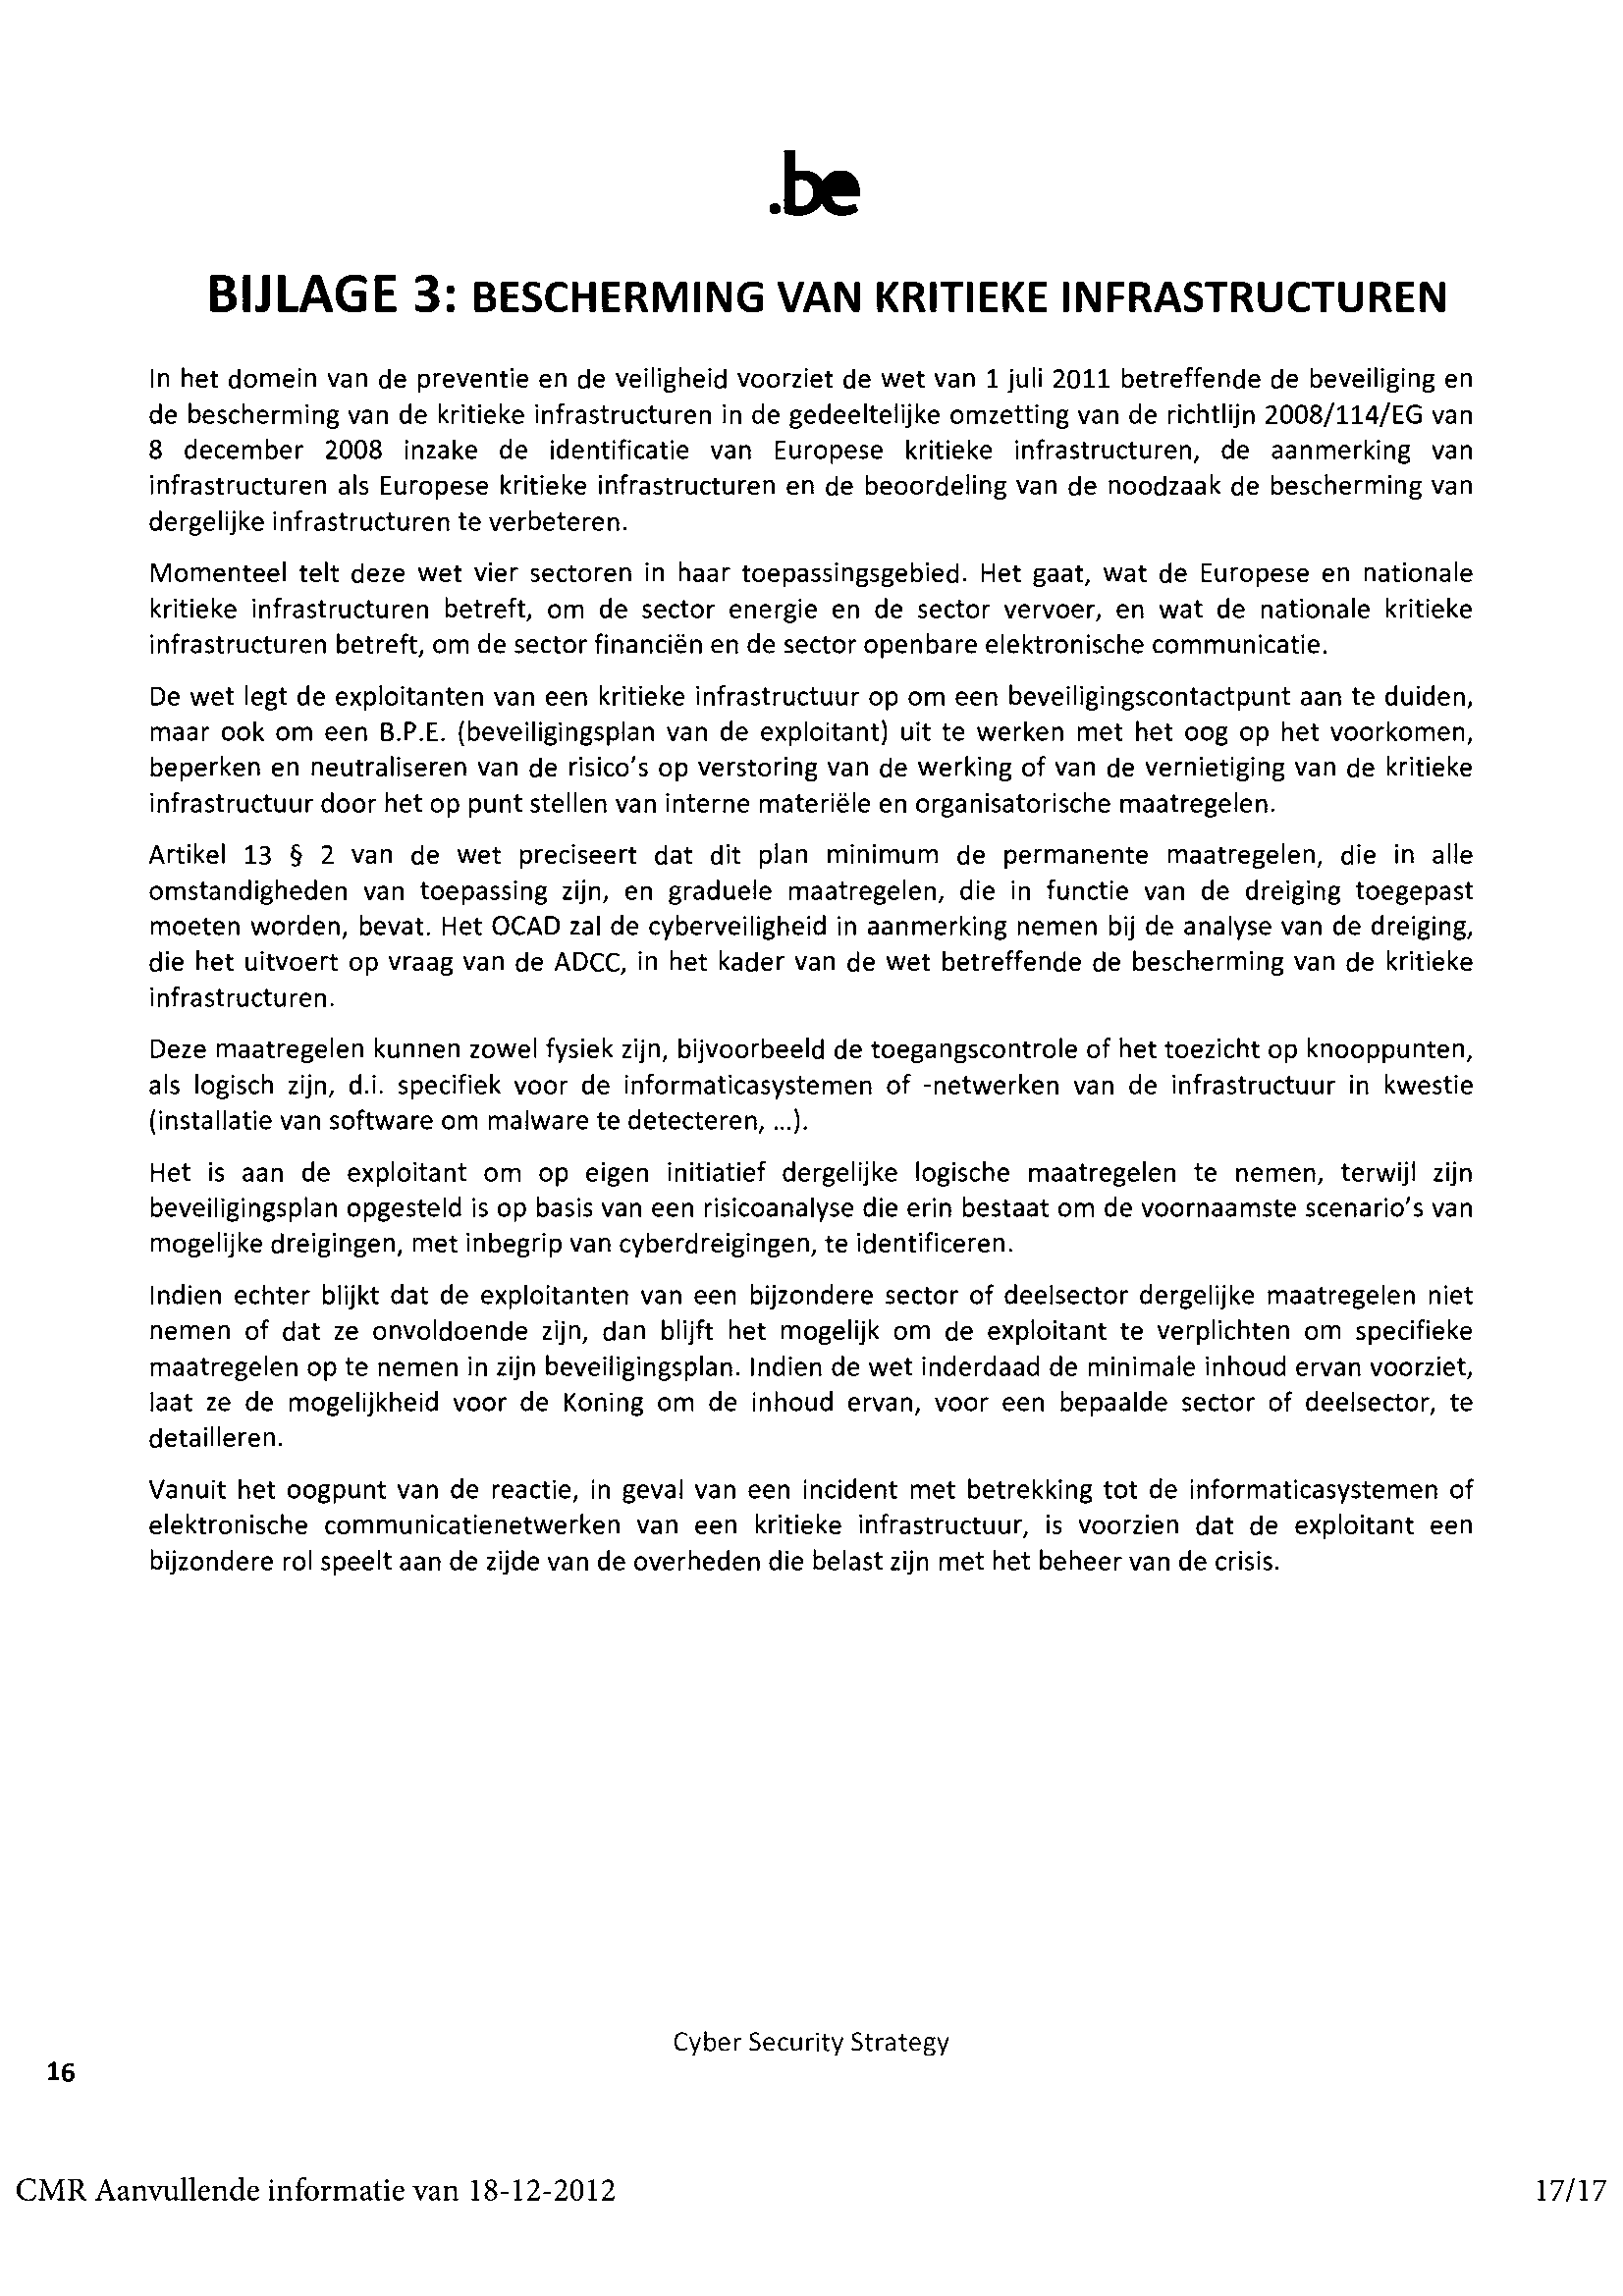 .be
BIJLAGE 3: BESCHERMING VAN KRITIEKE INFRASTRUCTUREN
In het domein van de preventie en de veiligheid voorziet de wet van 1 juli 2011 betreffende de beveiliging en
de bescherming van de kritieke infrastructuren in de gedeeltelijke omzetting van de richtlijn 2008/114/EG van
8 december 2008 inzake de identificatie van Europese kritieke infrastructuren, de aanmerking van
infrastructuren als Europese kritieke infrastructuren en de beoordeling van de noodzaak de bescherming van
dergelijke infrastructuren te verbeteren.
Momenteel telt deze wet vier sectoren in haar toepassingsgebied. Het gaat, wat de Europese en nationale
kritieke infrastructuren betreft, om de sector energie en de sector vervoer, en wat de nationale kritieke
infrastructuren betreft, om de sector financiën en de sector openbare elektronische communicatie.
De wet legt de exploitanten van een kritieke infrastructuur op om een beveiligingscontactpunt aan te duiden,
maar ook om een B.P.E. (beveiligingsplan van de exploitant) uit te werken met het oog op het voorkomen,
beperken en neutraliseren van de risico's op verstoring van de werking of van de vernietiging van de kritieke
infrastructuur door het op punt stellen van interne materiële en organisatorische maatregelen.
Artikel 13 § 2 van de wet preciseert dat dit plan minimum de permanente maatregelen, die in alle
omstandigheden van toepassing zijn, en graduele maatregelen, die in functie van de dreiging toegepast
moeten worden, bevat. Het OCAD zal de cyberveiligheid in aanmerking nemen bij de analyse van de dreiging,
die het uitvoert op vraag van de ADCC, in het kader van de wet betreffende de bescherming van de kritieke
infrastructuren.
Deze maatregelen kunnen zowel fysiek zijn, bijvoorbeeld de toegangscontrole of het toezicht op knooppunten,
als logisch zijn, d.i. specifiek voor de informaticasystemen of -netwerken van de infrastructuur in kwestie
(installatie van software om malware te detecteren, ...).
Het is aan de exploitant om op eigen initiatief dergelijke logische maatregelen te nemen, terwijl zijn
beveiligingsplan opgesteld is op basis van een risicoanalyse die erin bestaat om de voornaamste scenario's van
mogelijke dreigingen, met inbegrip van cyberdreigingen, te identificeren.
Indien echter blijkt dat de exploitanten van een bijzondere sector of deelsector dergelijke maatregelen niet
nemen of dat ze onvoldoende zijn, dan blijft het mogelijk om de exploitant te verplichten om specifieke
maatregelen op te nemen in zijn beveiligingsplan. Indien de wet inderdaad de minimale inhoud ervan voorziet,
laat ze de mogelijkheid voor de Koning om de inhoud ervan, voor een bepaalde sector of deelsector, te
detailleren.
Vanuit het oogpunt van de reactie, in geval van een incident met betrekking tot de informaticasystemen of
elektronische communicatienetwerken van een kritieke infrastructuur, is voorzien dat de exploitant een
bijzondere rol speelt aan de zijde van de overheden die belast zijn met het beheer van de crisis.
Cyber Security Strategy
16
CMR Aanvullende informatie van 18-12-2012 17/17